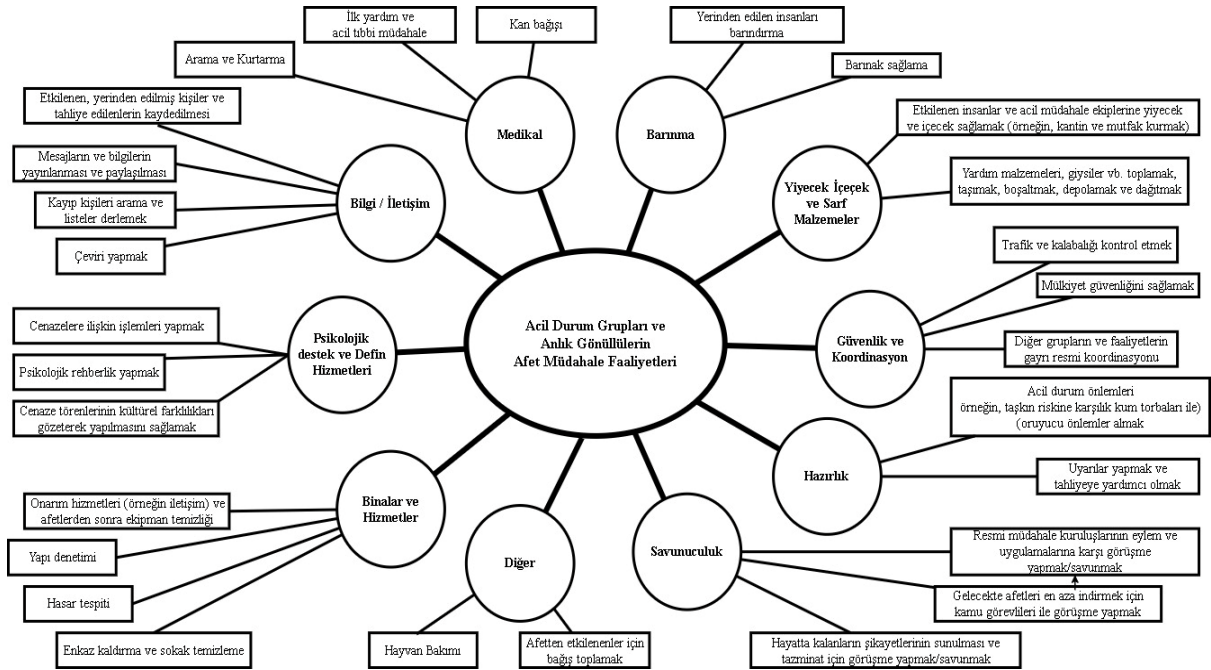 İlk yardım ve
acil tıbbi müdahale
Kan bağışı
Arama ve Kurtarma
Medikal
Yerinden edilen insanları
barındırma
Barınak sağlama
Barınma
Etkilenen, yerinden edilmiş kişiler ve
tahliye edilenlerin kaydedilmesi
Mesajların ve bilgilerin
yayınlanması ve paylaşılması
Kayıp kişileri arama ve
listeler derlemek
Çeviri yapmak
Bilgi / İletişim
Etkilenen insanlar ve acil müdahale ekiplerine yiyecek
ve içecek sağlamak (örneğin, kantin ve mutfak kurmak)
Yardım malzemeleri, giysiler vb. toplamak,
taşımak, boşaltmak, depolamak ve dağıtmak
Yiyecek İçeçek
ve Sarf
Malzemeler
Trafik ve kalabalığı kontrol etmek
Mülkiyet güvenliğini sağlamak
Diğer grupların ve faaliyetlerin
gayrı resmi koordinasyonu
Güvenlik ve
Koordinasyon
Acil Durum Grupları ve
Anlık Gönüllülerin
Afet Müdahale Faaliyetleri
Cenazelere ilişkin işlemleri yapmak
Psikolojik rehberlik yapmak
Cenaze törenlerinin kültürel farklılıkları
gözeterek yapılmasını sağlamak
Psikolojik
destek ve Defin
Hizmetleri
Acil durum önlemleri
örneğin, taşkın riskine karşılık kum torbaları ile)
(oruyucu önlemler almak
Uyarılar yapmak ve
tahliyeye yardımcı olmak
Hazırlık
Onarım hizmetleri (örneğin iletişim) ve
afetlerden sonra ekipman temizliği
Yapı denetimi
Hasar tespiti
Enkaz kaldırma ve sokak temizleme
Binalar ve
Hizmetler
Diğer
Hayvan Bakımı
Afetten etkilenenler için
bağış toplamak
Savunuculuk
Resmi müdahale kuruluşlarının eylem ve
uygulamalarına karşı görüşme
yapmak/savunmak
Gelecekte afetleri en aza indirmek için
kamu görevlileri ile görüşme yapmak
Hayatta kalanların şikayetlerinin sunulması ve
tazminat için görüşme yapmak/savunmak